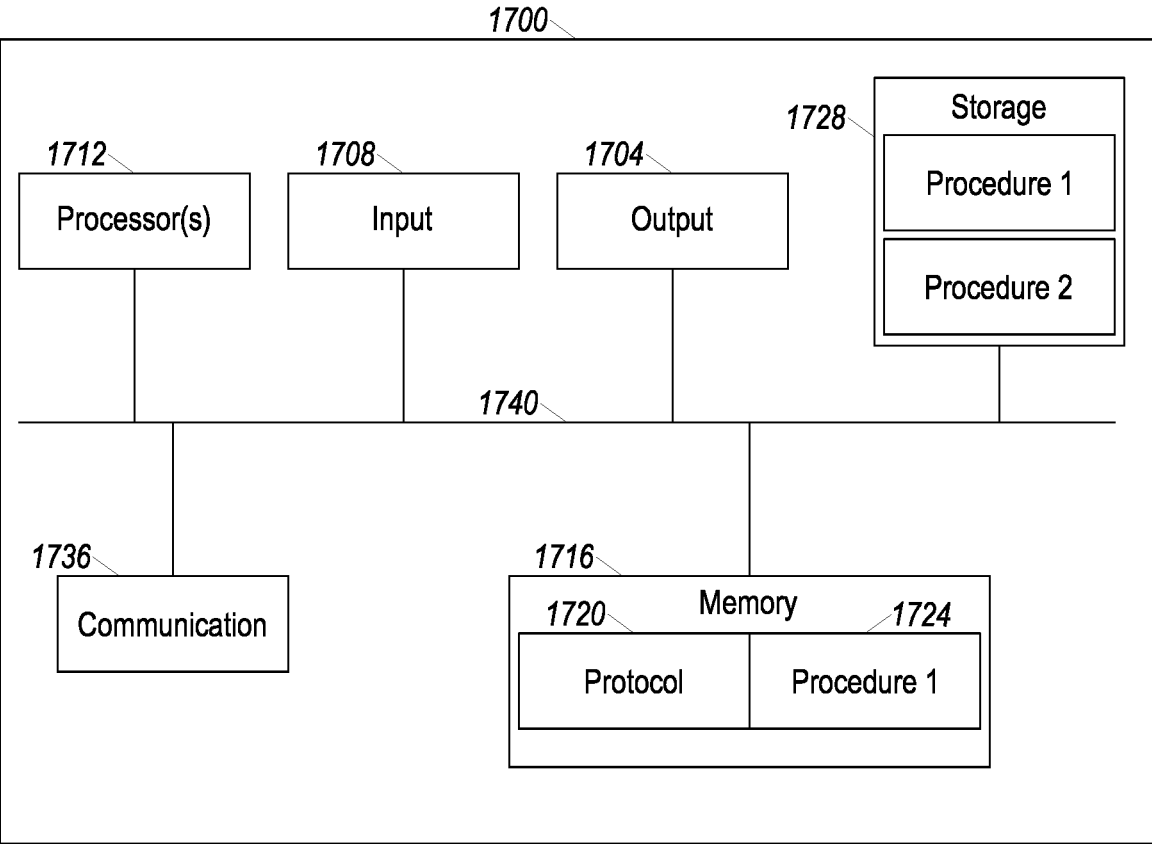 1700
1728
Storage
Procedure 1
Procedure 2
1712
Processor(s)
1708
Input
1704
Output
1740
1736
Communication
1716
Memory
1720
Protocol
1724
Procedure 1